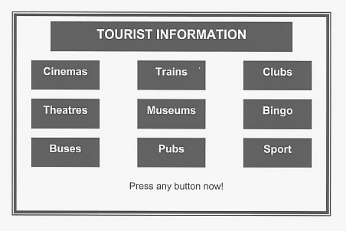 TOURIST INFORMATION
Cinemas Trains Clubs
Theatres Museums Bingo
Buses Pubs Sport
Press any button now!